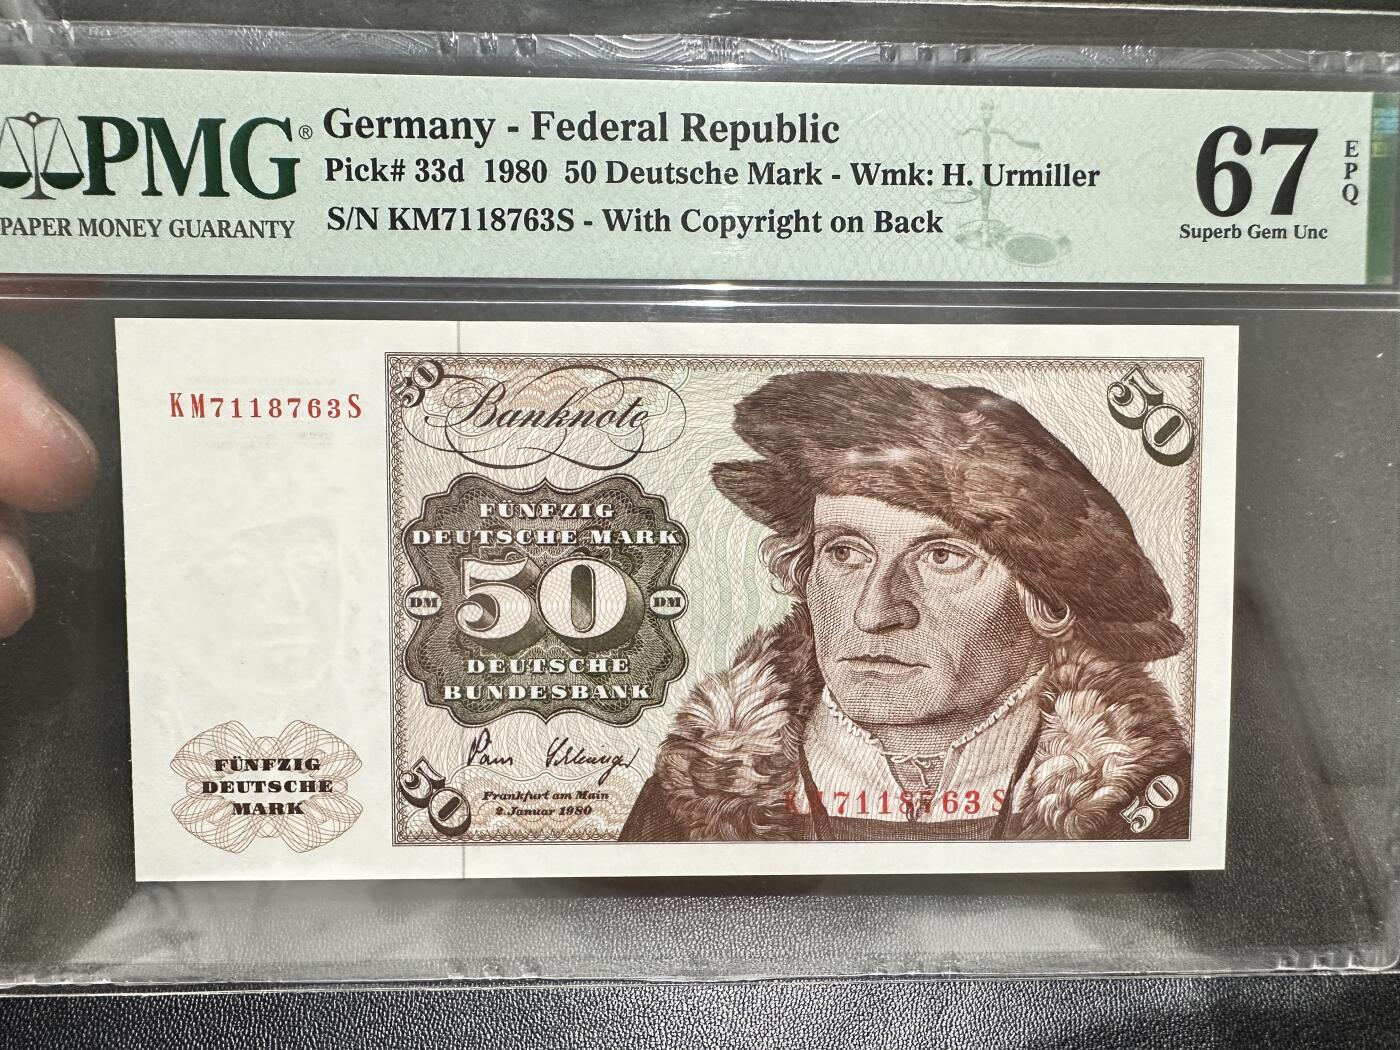 PMG®
PAPER MONEY GUARANTY
Germany - Federal Republic
Pick# 33d 1980 50 Deutsche Mark - Wmk: H. Urmiller
S/N KM7118763S - With Copyright on Back
67
EPQ
Superb Gem Unc
50
Banknote
50
KM7118763S
FÜNFZIG
DEUTSCHE MARK
50
DM
DM
DEUTSCHE
BUNDESBANK
Frankfurt am Main
2. Januar 1980
50
FÜNFZIG
DEUTSCHE
MARK
KM7118763S
50